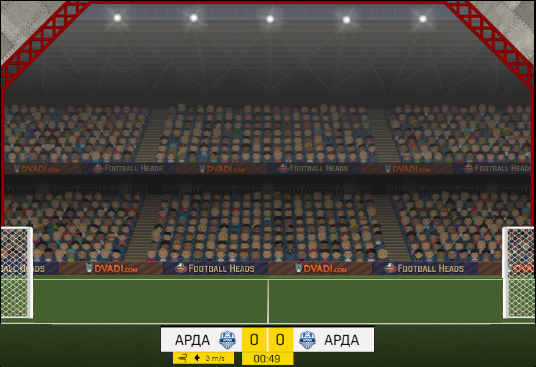 DVADI.COM FOOTBALL HEADS DVADI.COM FOOTBALL HEADS DVADI.COM
HEADS DVADI.COM FOOTBALL HEADS DVADI.COM FOOTBALL HEADS
АРДА 0 0 АРДА
3 m/s 00:49